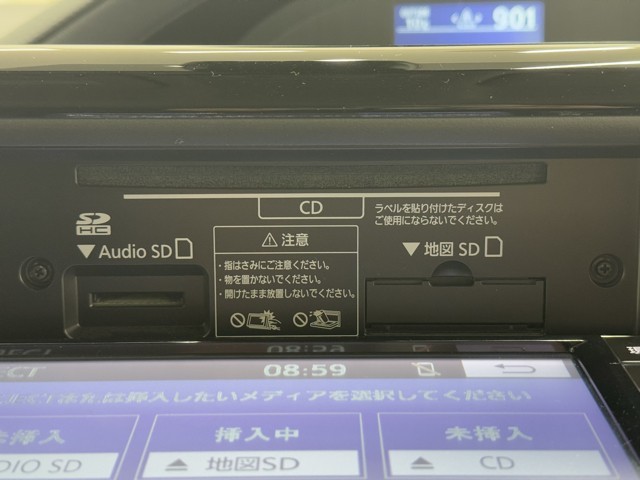 901
CD
ラベルを貼り付けたディスクは
ご使用にならないでください。
SD
HC
▼Audio SD
⚠注意
・指はさみにご注意ください。
・物を置かないでください。
・開けたまま放置しないでください。
▼地図 SD
08:59
または挿入したいメディアを選択してください
挿入中
未挿入
DIO SD
地図SD
CD